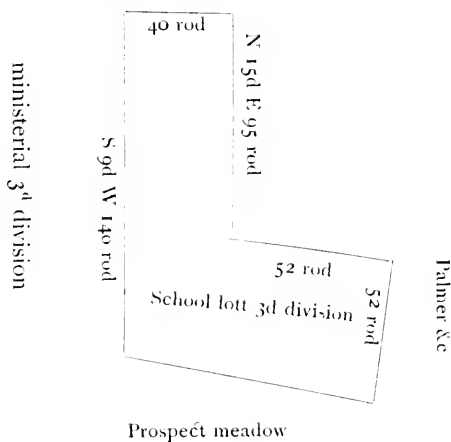 40 rod
N 15d E 95 rod
ministerial 3d division
S 9d W 140 rod
52 rod
52 rod
School lott 3d division
Palmer &c
Prospect meadow